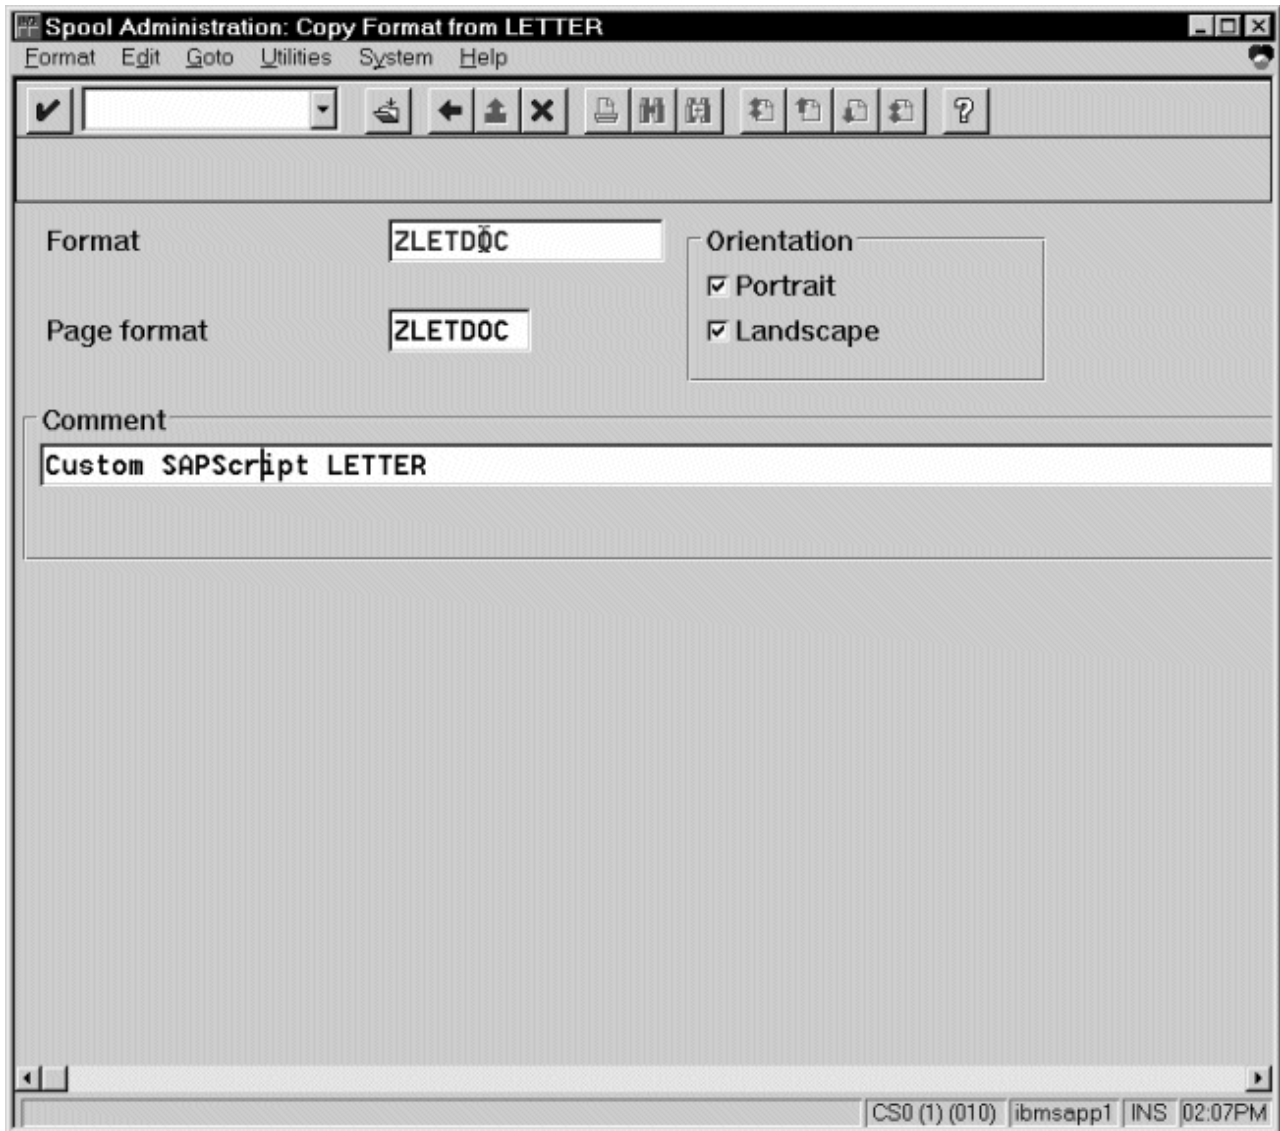 Spool Administration: Copy Format from LETTER
Format Edit Goto Utilities System Help
Format ZLETDOC Orientation
Portrait
Page format ZLETDOC Landscape
Comment
Custom SAPScript LETTER
CS0 (1) (010) ibmsapp1 INS 02:07PM